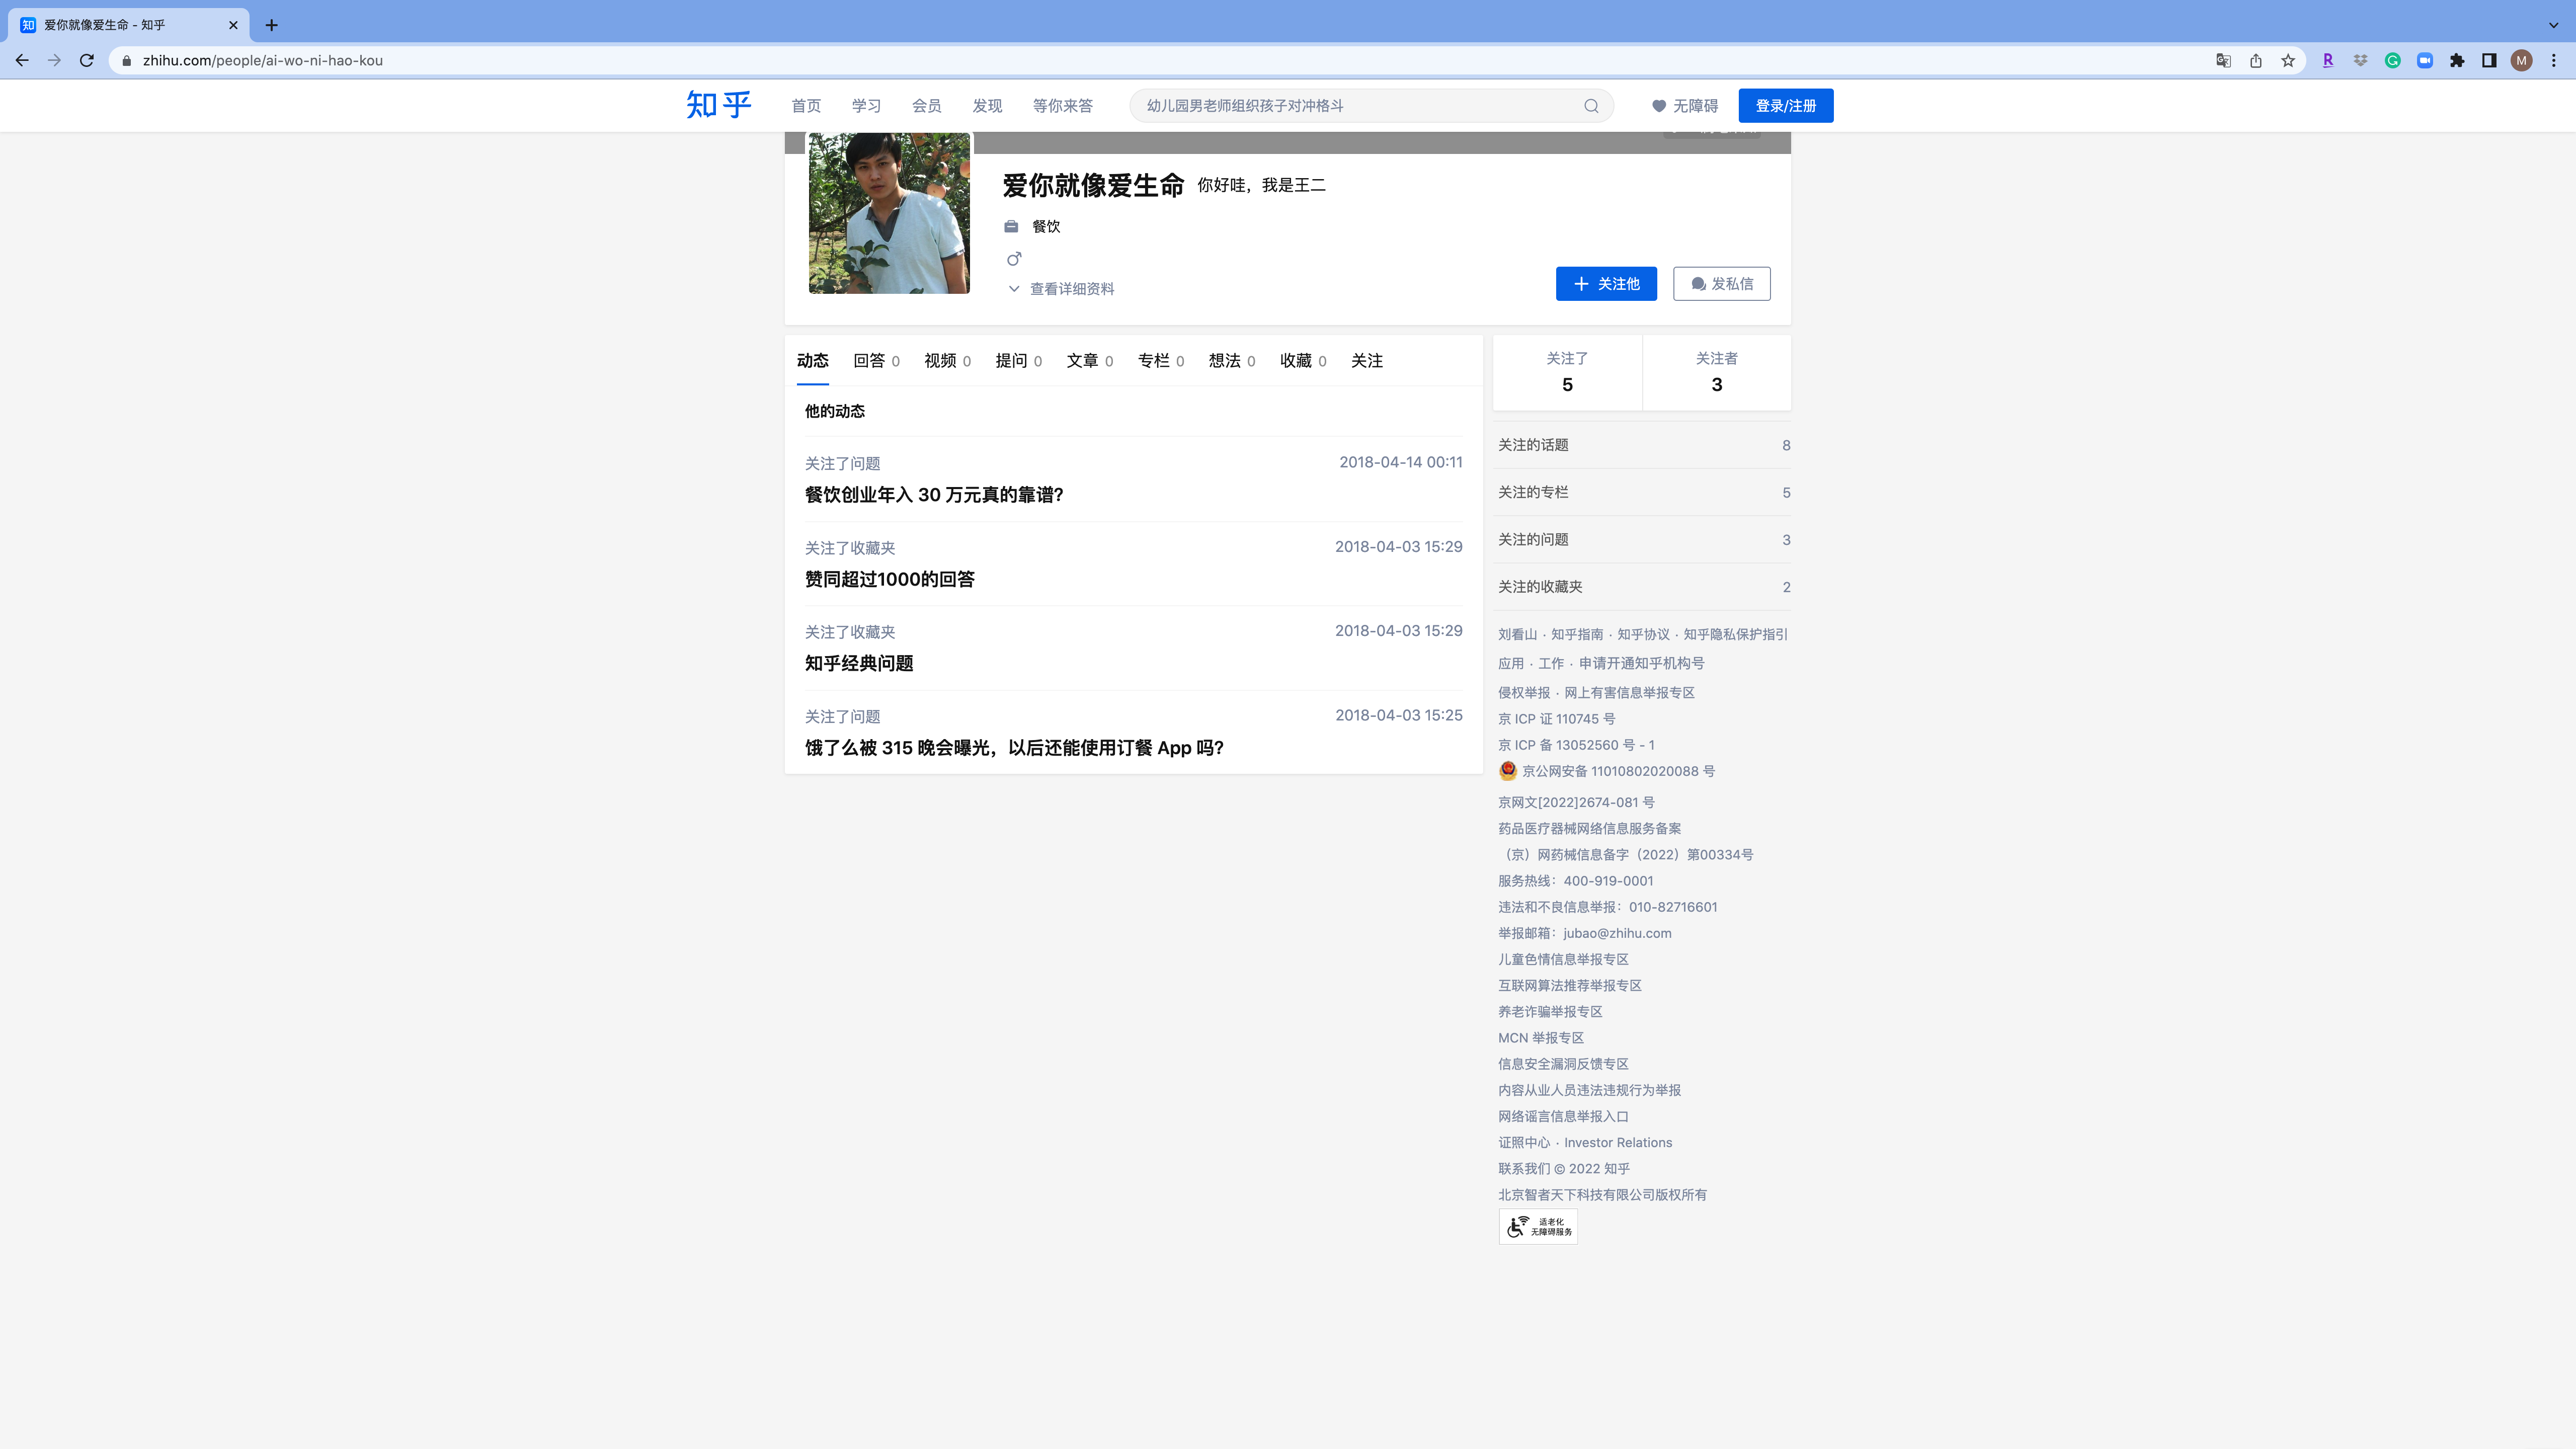 知 爱你就像爱生命 - 知乎
zhihu.com/people/ai-wo-ni-hao-kou
M
知乎 首页 学习 会员 发现 等你来答 幼儿园男老师组织孩子对冲格斗 无障碍 登录/注册
爱你就像爱生命 你好哇，我是王二
餐饮
查看详细资料
关注他 发私信
动态 回答 0 视频 0 提问 0 文章 0 专栏 0 想法 0 收藏 0 关注
他的动态
关注了问题 2018-04-14 00:11
餐饮创业年入 30 万元真的靠谱?
关注了收藏夹 2018-04-03 15:29
赞同超过1000的回答
关注了收藏夹 2018-04-03 15:29
知乎经典问题
关注了问题 2018-04-03 15:25
饿了么被 315 晚会曝光，以后还能使用订餐 App 吗?
关注了 关注者
5 3
关注的话题 8
关注的专栏 5
关注的问题 3
关注的收藏夹 2
刘看山 · 知乎指南 · 知乎协议 · 知乎隐私保护指引
应用 · 工作 · 申请开通知乎机构号
侵权举报 · 网上有害信息举报专区
京 ICP 证 110745 号
京 ICP 备 13052560 号 - 1
京公网安备 11010802020088 号
京网文[2022]2674-081 号
药品医疗器械网络信息服务备案
（京）网药械信息备字（2022）第00334号
服务热线：400-919-0001
违法和不良信息举报：010-82716601
举报邮箱：jubao@zhihu.com
儿童色情信息举报专区
互联网算法推荐举报专区
养老诈骗举报专区
MCN 举报专区
信息安全漏洞反馈专区
内容从业人员违法违规行为举报
网络谣言信息举报入口
证照中心 · Investor Relations
联系我们 © 2022 知乎
北京智者天下科技有限公司版权所有
适老化
无障碍服务